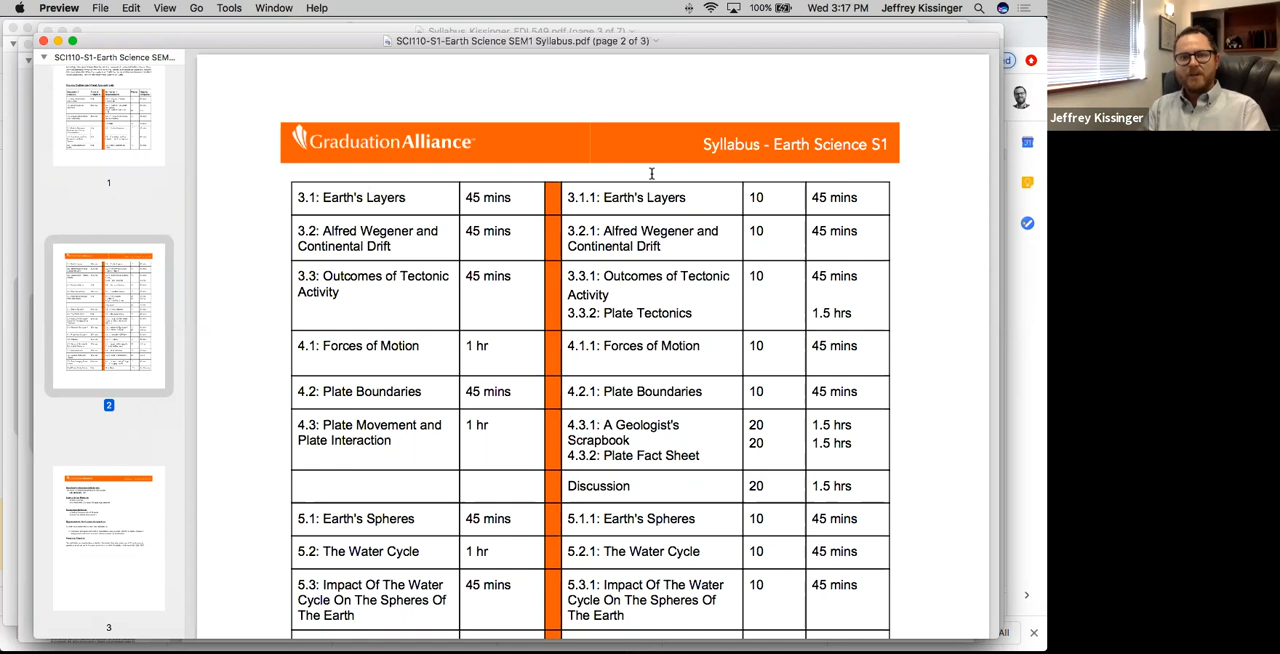 Preview File Edit View Go Tools Window Help 100% Wed 3:17 PM Jeffrey Kissinger
Syllabus Kissinger EDL549.pdf (page 3 of 7)
SCI110-S1-Earth Science SEM1 Syllabus.pdf (page 2 of 3)
SCI110-S1-Earth Science SEM...
1
2
3
GraduationAlliance™ Syllabus - Earth Science S1
3.1: Earth's Layers 45 mins 3.1.1: Earth's Layers 10 45 mins
3.2: Alfred Wegener and 45 mins 3.2.1: Alfred Wegener and 10 45 mins
Continental Drift Continental Drift
3.3: Outcomes of Tectonic 45 mins 3.3.1: Outcomes of Tectonic 10 45 mins
Activity Activity
3.3.2: Plate Tectonics 1.5 hrs
4.1: Forces of Motion 1 hr 4.1.1: Forces of Motion 10 45 mins
4.2: Plate Boundaries 45 mins 4.2.1: Plate Boundaries 10 45 mins
4.3: Plate Movement and 1 hr 4.3.1: A Geologist's 20 1.5 hrs
Plate Interaction Scrapbook 20 1.5 hrs
4.3.2: Plate Fact Sheet
Discussion 20 1.5 hrs
5.1: Earth's Spheres 45 mins 5.1.1: Earth's Spheres 10 45 mins
5.2: The Water Cycle 1 hr 5.2.1: The Water Cycle 10 45 mins
5.3: Impact Of The Water 45 mins 5.3.1: Impact Of The Water 10 45 mins
Cycle On The Spheres Of Cycle On The Spheres Of
The Earth The Earth
Jeffrey Kissinger
All